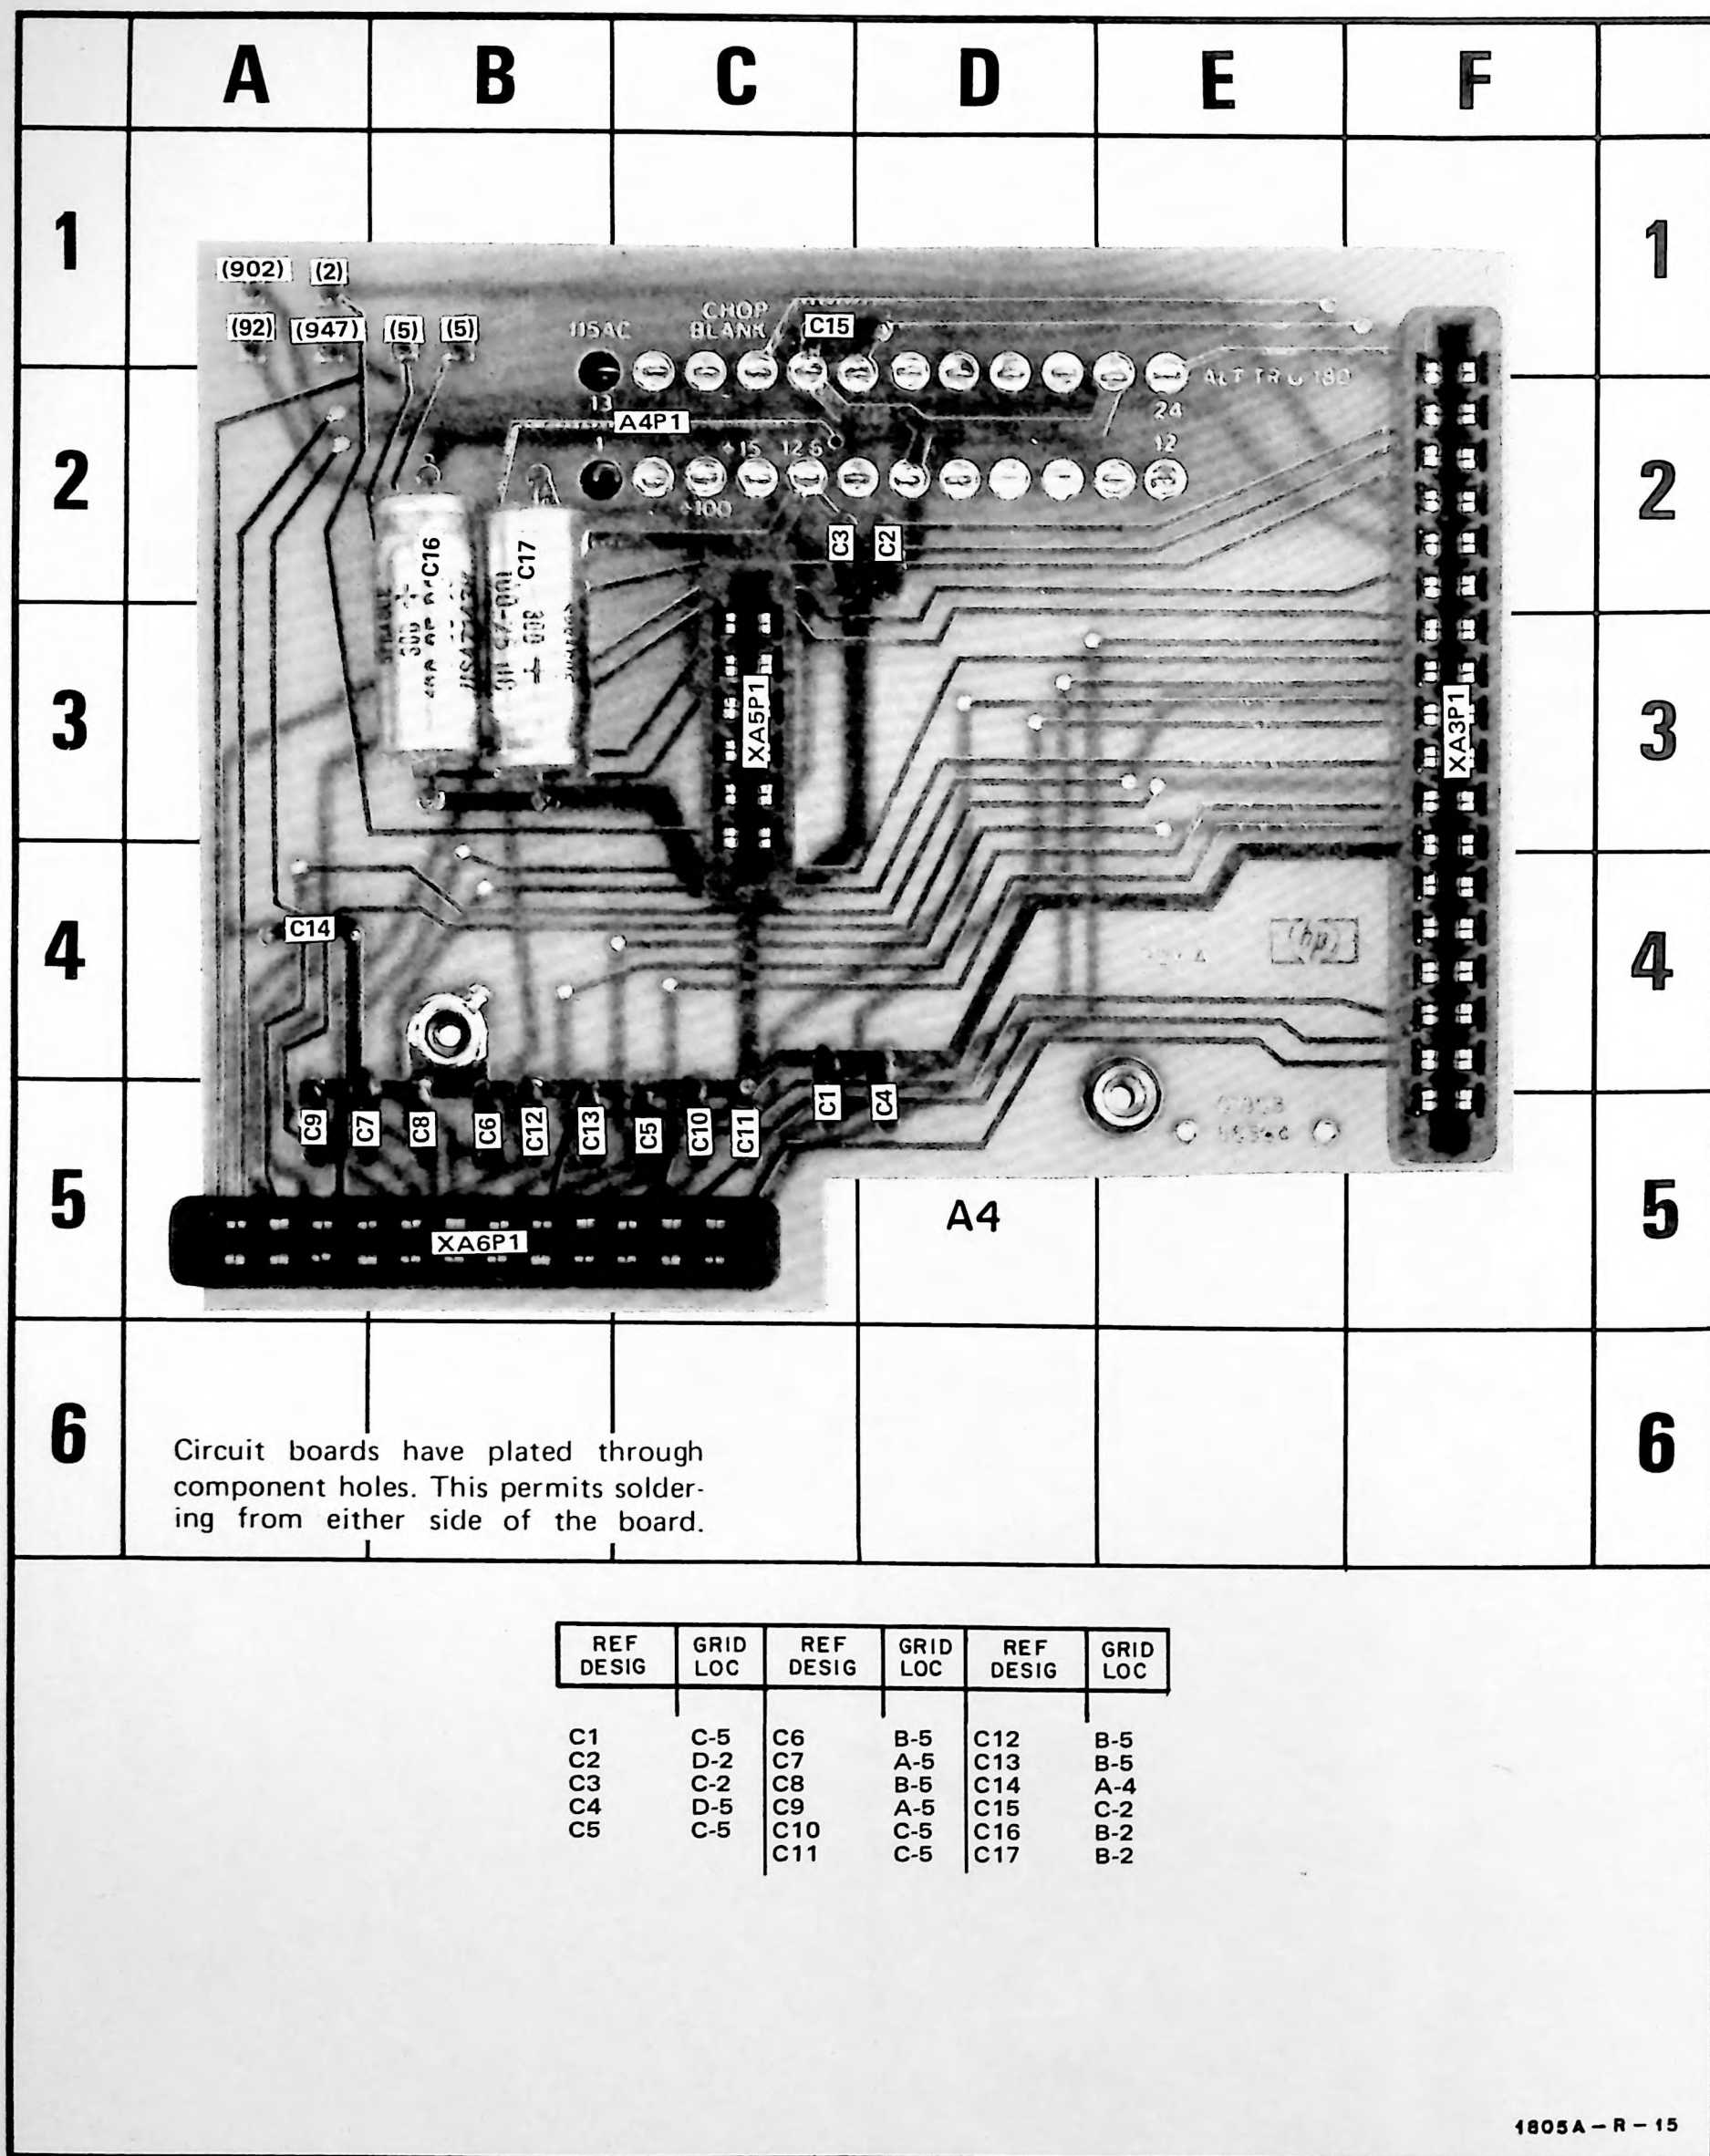 A B C D E F
1 1
(902) (2)
(92) (947) (5) (5) 115AC CHOP
BLANK C15
ALT TRG 180
13 A4P1 24
1 +15 12.6 12
2 2
+100
C16 C17 C3 C2
300
3 XA5P1 XA3P1 3
C14
4 hp 4
C9 C7 C8 C6 C12 C13 C5 C10 C11 C1 C4
5 A4 5
XA6P1
6 6
Circuit boards have plated through
component holes. This permits solder-
ing from either side of the board.
REF DESIG GRID LOC REF DESIG GRID LOC REF DESIG GRID LOC
C1 C-5 C6 B-5 C12 B-5
C2 D-2 C7 A-5 C13 B-5
C3 C-2 C8 B-5 C14 A-4
C4 D-5 C9 A-5 C15 C-2
C5 C-5 C10 C-5 C16 B-2
C11 C-5 C17 B-2
1805A-R-15